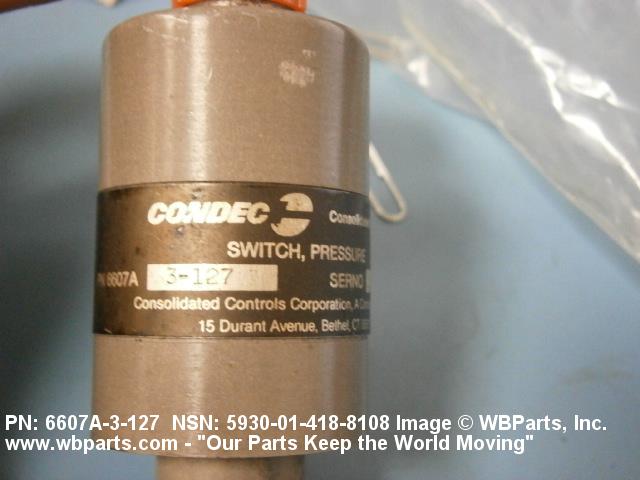 CONDEC
SWITCH, PRESSURE
PN 6607A 3-127 SERNO
Consolidated Controls Corporation, A
15 Durant Avenue, Bethel, CT
PN: 6607A-3-127 NSN: 5930-01-418-8108 Image © WBParts, Inc.
www.wbparts.com - "Our Parts Keep the World Moving"